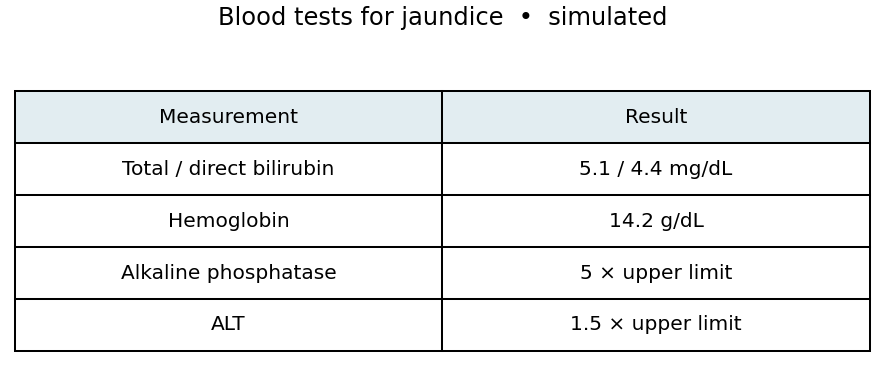 Blood tests for jaundice • simulated
Measurement Result
Total / direct bilirubin 5.1 / 4.4 mg/dL
Hemoglobin 14.2 g/dL
Alkaline phosphatase 5 × upper limit
ALT 1.5 × upper limit